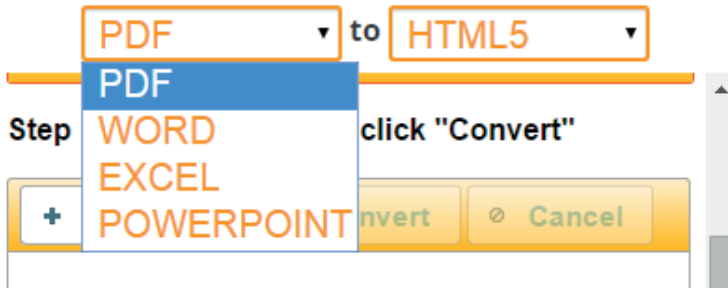 PDF to HTML5
PDF
Step WORD click "Convert"
EXCEL
POWERPOINT nvert Cancel